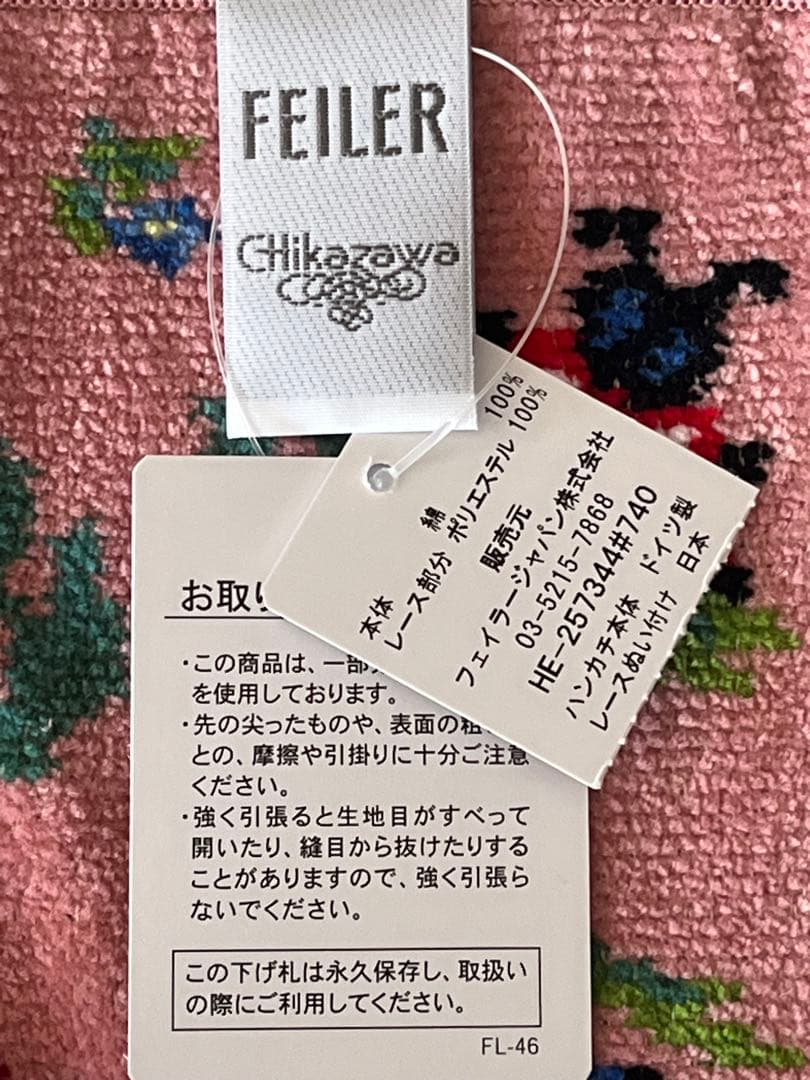 FEILER
CHikazawa
本体 綿 100%
レース部分 ポリエステル 100%
販売元
フェイラージャパン株式会社
03-5215-7868
HE-257344#740
ハンカチ本体 ドイツ製
レースぬい付け 日本
お取り
・この商品は、一部
を使用しております。
・先の尖ったものや、表面の粗
との、摩擦や引掛りに十分ご注意
ください。
・強く引張ると生地目がすべって
開いたり、縫目から抜けたりする
ことがありますので、強く引張ら
ないでください。
この下げ札は永久保存し、取扱い
の際にご利用してください。
FL-46